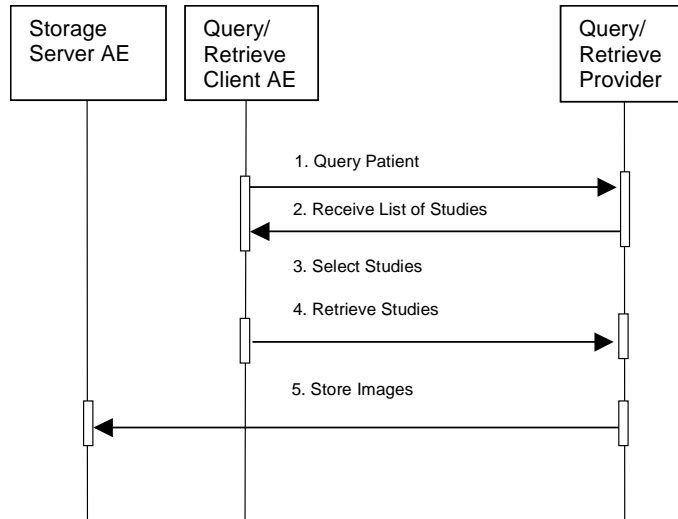 Storage
Server AE
Query/
Retrieve
Client AE
Query/
Retrieve
Provider
1. Query Patient
2. Receive List of Studies
3. Select Studies
4. Retrieve Studies
5. Store Images